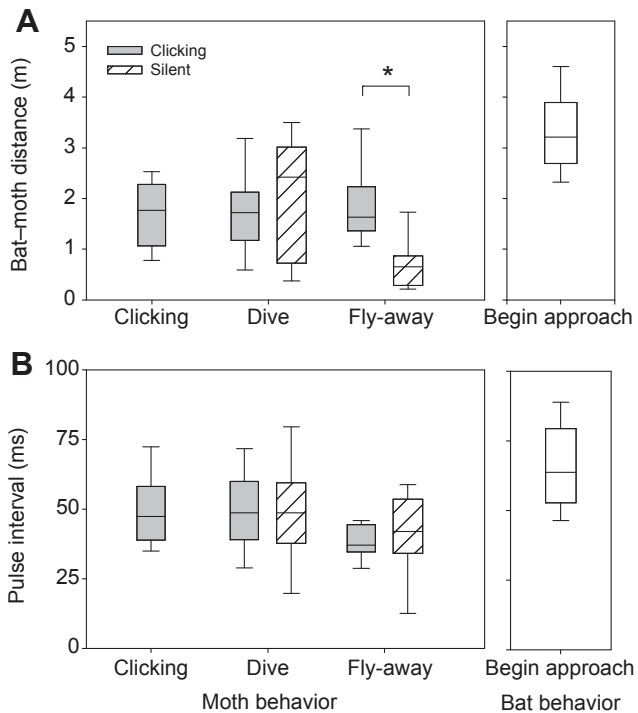 A
5
4
3
2
1
0
Bat–moth distance (m)
Clicking
Silent
*
Clicking Dive Fly-away Begin approach
B
100
75
50
25
0
Pulse interval (ms)
Clicking Dive Fly-away Begin approach
Moth behavior Bat behavior